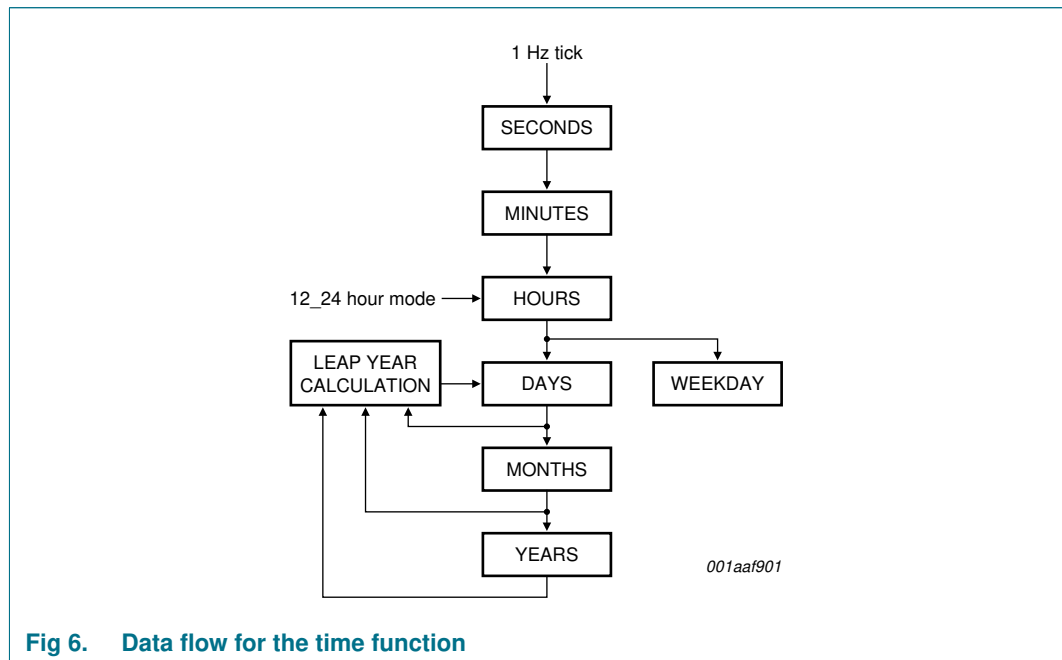 1 Hz tick
SECONDS
MINUTES
12_24 hour mode
HOURS
LEAP YEAR
CALCULATION
DAYS
WEEKDAY
MONTHS
YEARS
001aaf901
Fig 6. Data flow for the time function